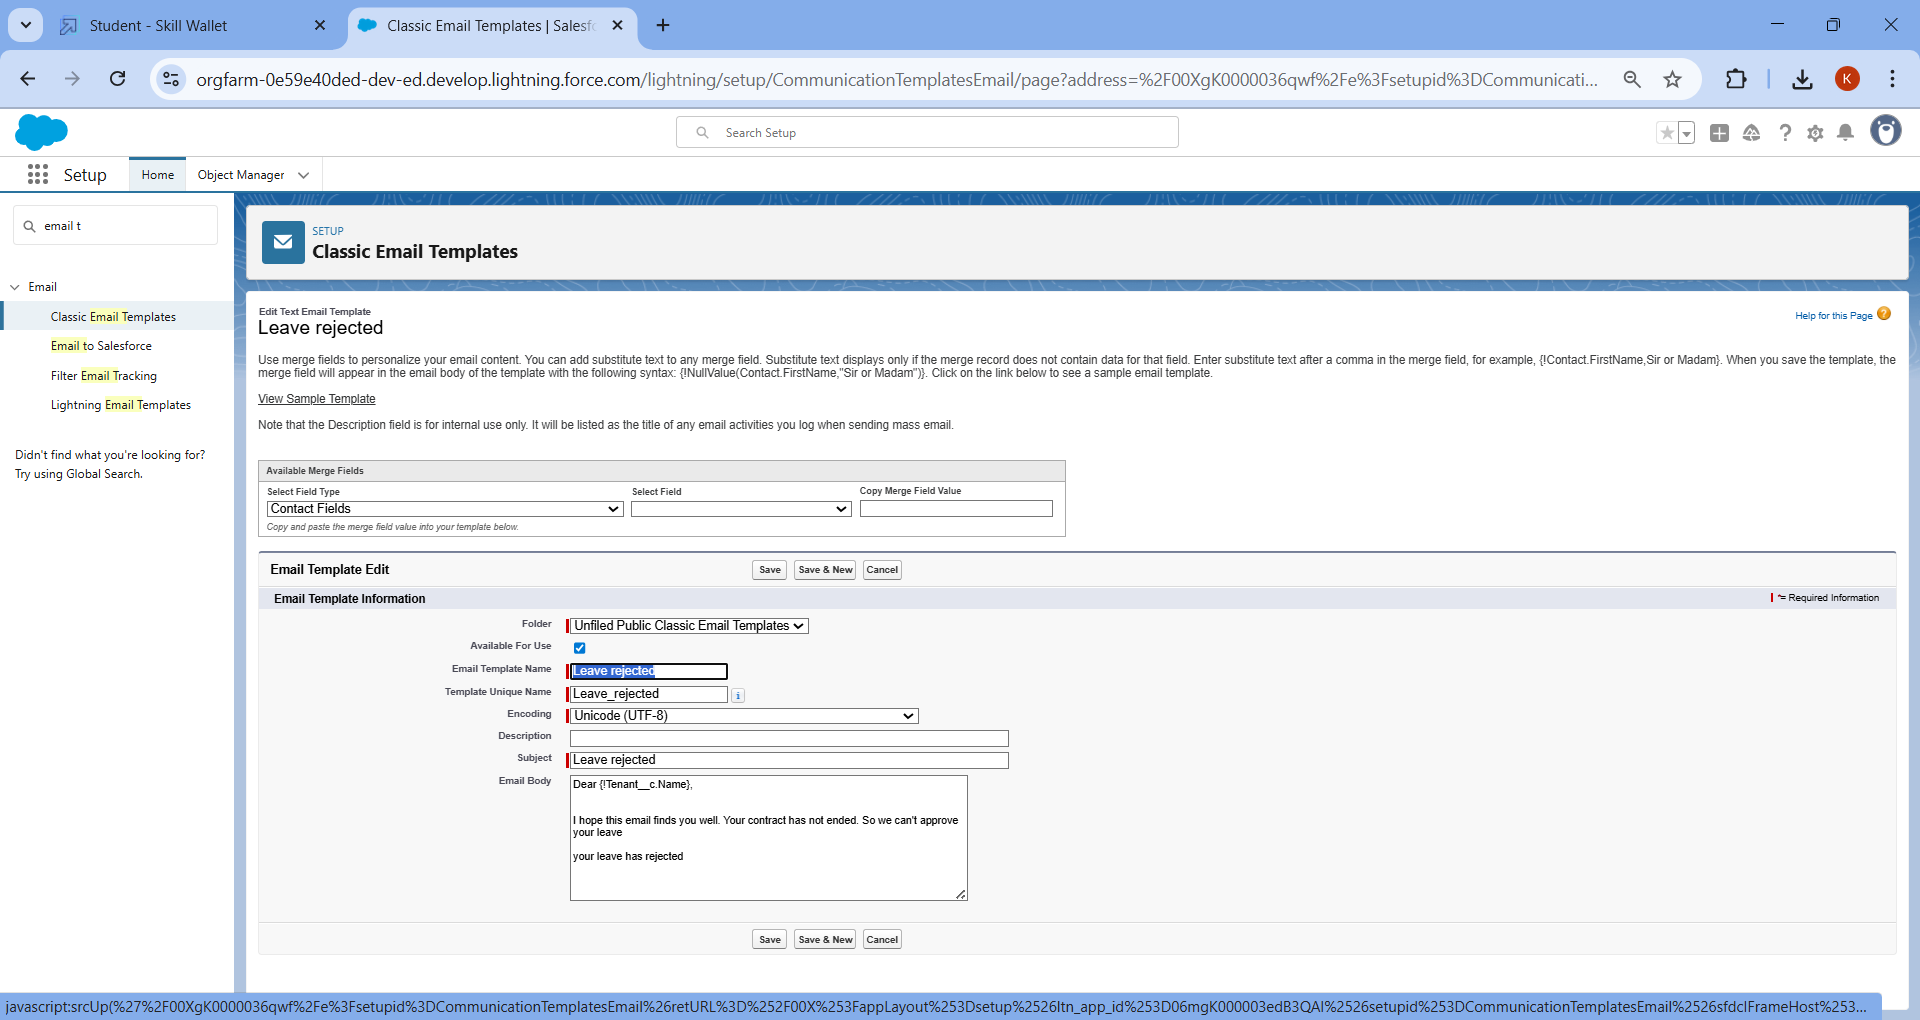 Student - Skill Wallet
Classic Email Templates | Salesfo
orgfarm-0e59e40ded-dev-ed.develop.lightning.force.com/lightning/setup/CommunicationTemplatesEmail/page?address=%2F00XgK0000036qwf%2Fe%3Fsetupid%3DCommunicati...
K
Search Setup
Setup
Home
Object Manager
email t
Email
Classic Email Templates
Email to Salesforce
Filter Email Tracking
Lightning Email Templates
Didn't find what you're looking for?
Try using Global Search.
SETUP
Classic Email Templates
Edit Text Email Template
Leave rejected
Help for this Page
Use merge fields to personalize your email content. You can add substitute text to any merge field. Substitute text displays only if the merge record does not contain data for that field. Enter substitute text after a comma in the merge field, for example, {!Contact.FirstName,Sir or Madam}. When you save the template, the
merge field will appear in the email body of the template with the following syntax: {!NullValue(Contact.FirstName,"Sir or Madam")}. Click on the link below to see a sample email template.
View Sample Template
Note that the Description field is for internal use only. It will be listed as the title of any email activities you log when sending mass email.
Available Merge Fields
Select Field Type
Select Field
Copy Merge Field Value
Contact Fields
Copy and paste the merge field value into your template below.
Email Template Edit
Save
Save & New
Cancel
Email Template Information
= Required Information
Folder
Unfiled Public Classic Email Templates
Available For Use
Email Template Name
Leave rejected
Template Unique Name
Leave_rejected
Encoding
Unicode (UTF-8)
Description
Subject
Leave rejected
Email Body
Dear {!Tenant__c.Name},
I hope this email finds you well. Your contract has not ended. So we can't approve
your leave
your leave has rejected
Save
Save & New
Cancel
javascript:srcUp(%27%2F00XgK0000036qwf%2Fe%3Fsetupid%3DCommunicationTemplatesEmail%26retURL%3D%252F00X%253FappLayout%253Dsetup%2526ltn_app_id%253D06mgK000003edB3QAI%2526setupid%253DCommunicationTemplatesEmail%2526sfdcIFrameHost%253...